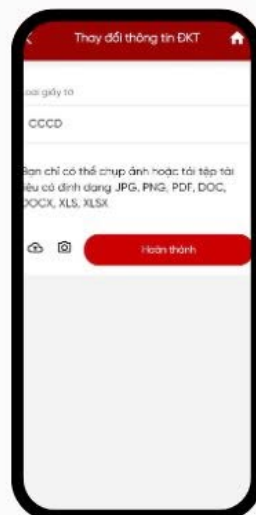 Thay đổi thông tin ĐKT
Loại giấy tờ
CCCD
Bạn chỉ có thể chụp ảnh hoặc tải tệp tài
liệu có định dạng JPG, PNG, PDF, DOC,
DOCX, XLS, XLSX
Hoàn thành